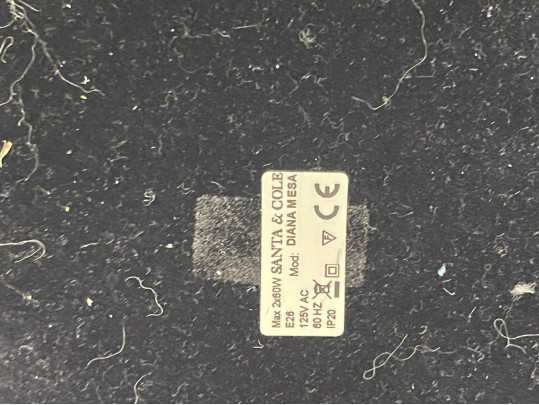 Max 2x60W SANTA & COLE
E26 Mod: DIANA MESA
125V AC
60 HZ
IP20
F
CE